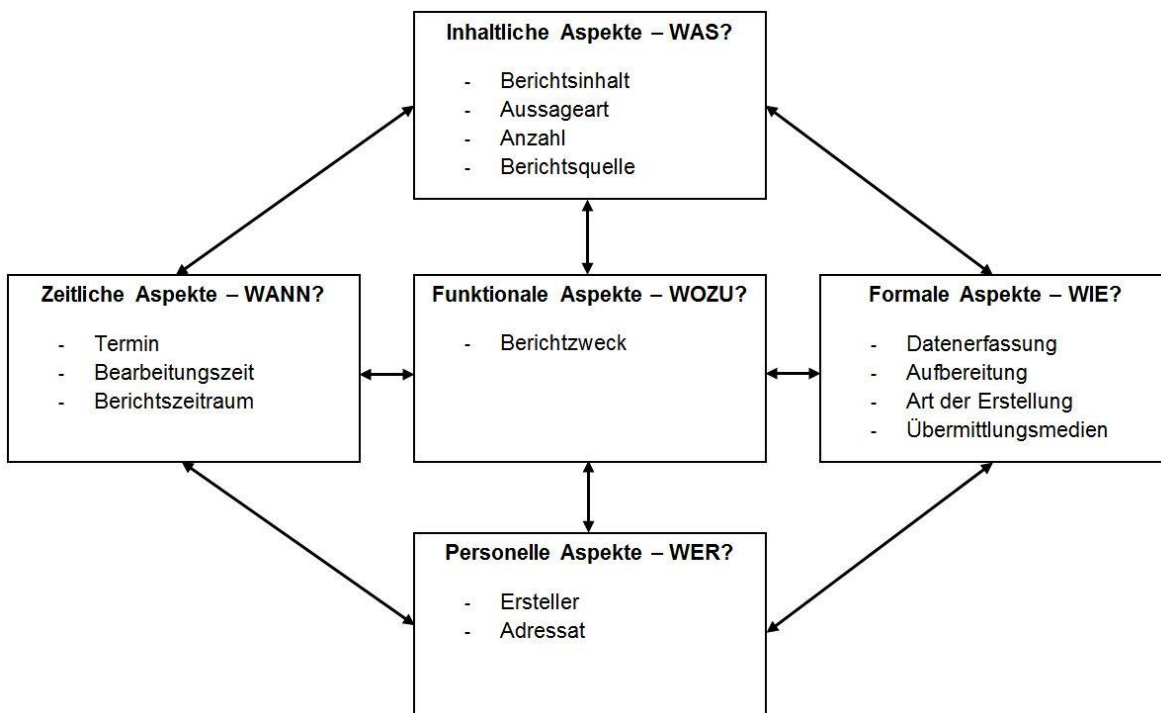 Inhaltliche Aspekte – WAS?
- Berichtsinhalt
- Aussageart
- Anzahl
- Berichtsquelle
Zeitliche Aspekte – WANN?
- Termin
- Bearbeitungszeit
- Berichtszeitraum
Funktionale Aspekte – WOZU?
- Berichtzweck
Formale Aspekte – WIE?
- Datenerfassung
- Aufbereitung
- Art der Erstellung
- Übermittlungsmedien
Personelle Aspekte – WER?
- Ersteller
- Adressat